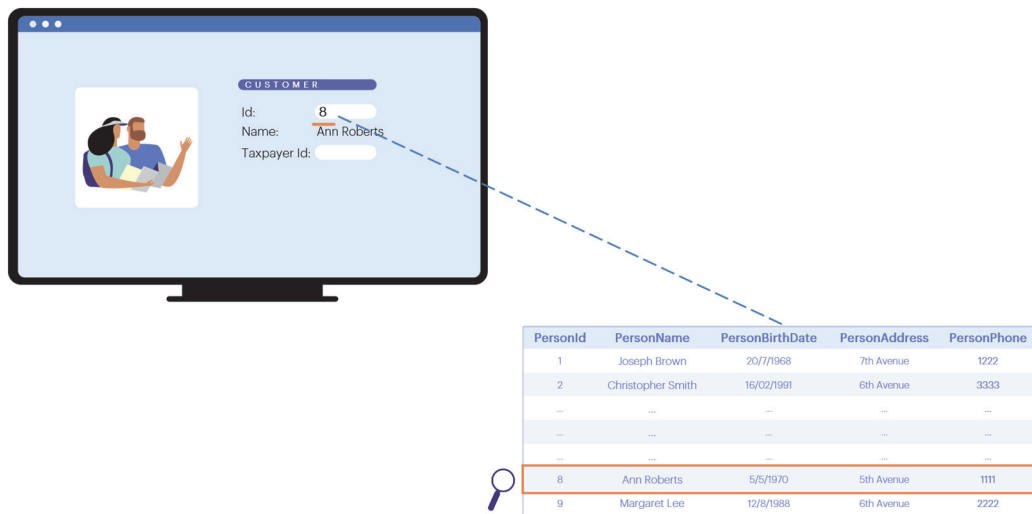 CUSTOMER
Id: 8
Name: Ann Roberts
Taxpayer Id:
PersonId PersonName PersonBirthDate PersonAddress PersonPhone
1 Joseph Brown 20/7/1968 7th Avenue 1222
2 Christopher Smith 16/02/1991 6th Avenue 3333
... ... ... ... ...
... ... ... ... ...
... ... ... ... ...
8 Ann Roberts 5/5/1970 5th Avenue 1111
9 Margaret Lee 12/8/1988 6th Avenue 2222